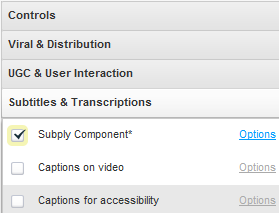 Controls
Viral & Distribution
UGC & User Interaction
Subtitles & Transcriptions
Subply Component* Options
Captions on video Options
Captions for accessibility Options